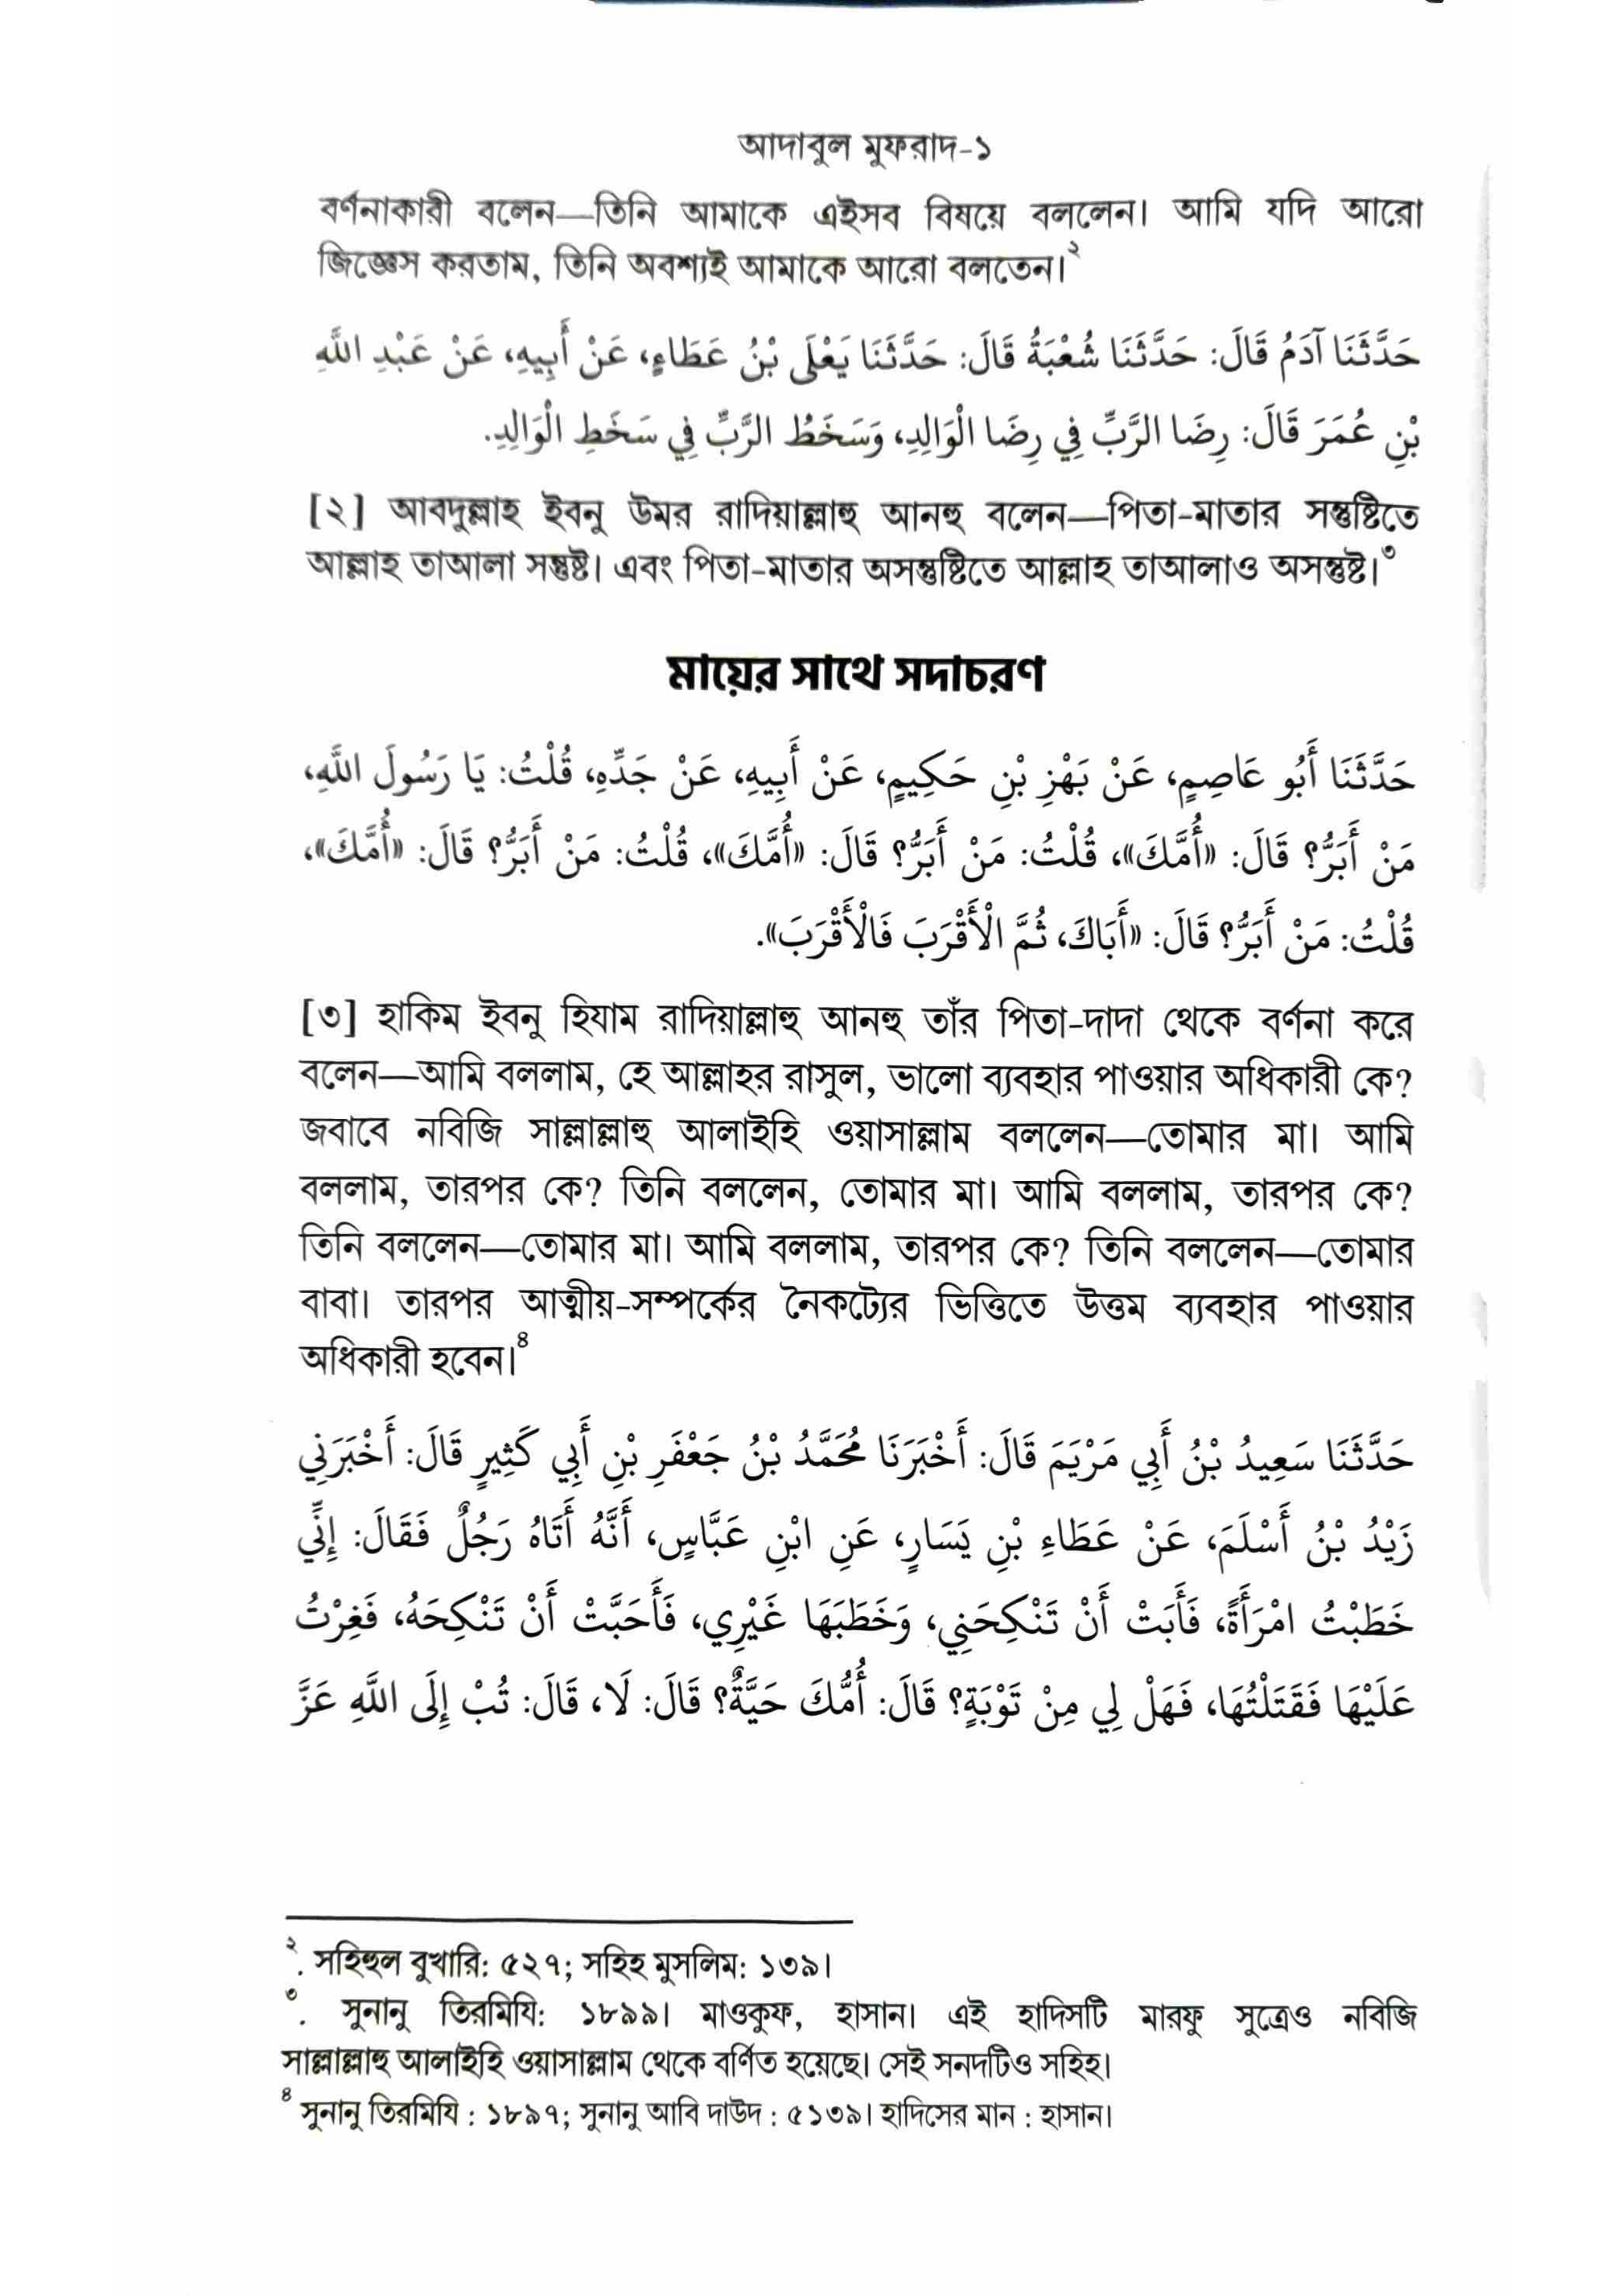 আদাবুল মুফরাদ-১
বর্ণনাকারী বলেন—তিনি আমাকে এইসব বিষয়ে বললেন। আমি যদি আরো
জিজ্ঞেস করতাম, তিনি অবশ্যই আমাকে আরো বলতেন।২
حَدَّثَنَا آدَمُ قَالَ: حَدَّثَنَا شُعْبَةُ قَالَ: حَدَّثَنَا يَعْلَى بْنُ عَطَاءٍ، عَنْ أَبِيهِ، عَنْ عَبْدِ اللَّهِ
بْنِ عُمَرَ قَالَ: رِضَا الرَّبِّ فِي رِضَا الْوَالِدِ، وَسَخَطُ الرَّبِّ فِي سَخَطِ الْوَالِدِ.
[২] আবদুল্লাহ ইবনু উমর রাদিয়াল্লাহু আনহু বলেন—পিতা-মাতার সন্তুষ্টিতে
আল্লাহ তাআলা সন্তুষ্ট। এবং পিতা-মাতার অসন্তুষ্টিতে আল্লাহ তাআলাও অসন্তুষ্ট।৩
মায়ের সাথে সদাচরণ
حَدَّثَنَا أَبُو عَاصِمٍ، عَنْ بَهْزِ بْنِ حَكِيمٍ، عَنْ أَبِيهِ، عَنْ جَدِّهِ، قُلْتُ: يَا رَسُولَ اللَّهِ،
مَنْ أَبَرُّ؟ قَالَ: «أُمَّكَ»، قُلْتُ: مَنْ أَبَرُّ؟ قَالَ: «أُمَّكَ»، قُلْتُ: مَنْ أَبَرُّ؟ قَالَ: «أُمَّكَ»،
قُلْتُ: مَنْ أَبَرُّ؟ قَالَ: «أَبَاكَ، ثُمَّ الْأَقْرَبَ فَالْأَقْرَبَ».
[৩] হাকিম ইবনু হিযাম রাদিয়াল্লাহু আনহু তাঁর পিতা-দাদা থেকে বর্ণনা করে
বলেন—আমি বললাম, হে আল্লাহর রাসুল, ভালো ব্যবহার পাওয়ার অধিকারী কে?
জবাবে নবিজি সাল্লাল্লাহু আলাইহি ওয়াসাল্লাম বললেন—তোমার মা। আমি
বললাম, তারপর কে? তিনি বললেন, তোমার মা। আমি বললাম, তারপর কে?
তিনি বললেন—তোমার মা। আমি বললাম, তারপর কে? তিনি বললেন—তোমার
বাবা। তারপর আত্মীয়-সম্পর্কের নৈকট্যের ভিত্তিতে উত্তম ব্যবহার পাওয়ার
অধিকারী হবেন।৪
حَدَّثَنَا سَعِيدُ بْنُ أَبِي مَرْيَمَ قَالَ: أَخْبَرَنَا مُحَمَّدُ بْنُ جَعْفَرِ بْنِ أَبِي كَثِيرٍ قَالَ: أَخْبَرَنِي
زَيْدُ بْنُ أَسْلَمَ، عَنْ عَطَاءِ بْنِ يَسَارٍ، عَنِ ابْنِ عَبَّاسٍ، أَنَّهُ أَتَاهُ رَجُلٌ فَقَالَ: إِنِّي
خَطَبْتُ امْرَأَةً، فَأَبَتْ أَنْ تَنْكِحَنِي، وَخَطَبَهَا غَيْرِي، فَأَحَبَّتْ أَنْ تَنْكِحَهُ، فَغِرْتُ
عَلَيْهَا فَقَتَلْتُهَا، فَهَلْ لِي مِنْ تَوْبَةٍ؟ قَالَ: أُمُّكَ حَيَّةٌ؟ قَالَ: لَا، قَالَ: تُبْ إِلَى اللَّهِ عَزَّ
২. সহিহুল বুখারি: ৫২৭; সহিহ মুসলিম: ১৩৯।
৩. সুনানু তিরমিযি: ১৮৯৯। মাওকুফ, হাসান। এই হাদিসটি মারফু সুত্রেও নবিজি
সাল্লাল্লাহু আলাইহি ওয়াসাল্লাম থেকে বর্ণিত হয়েছে। সেই সনদটিও সহিহ।
৪ সুনানু তিরমিযি : ১৮৯৭; সুনানু আবি দাউদ : ৫১৩৯। হাদিসের মান : হাসান।